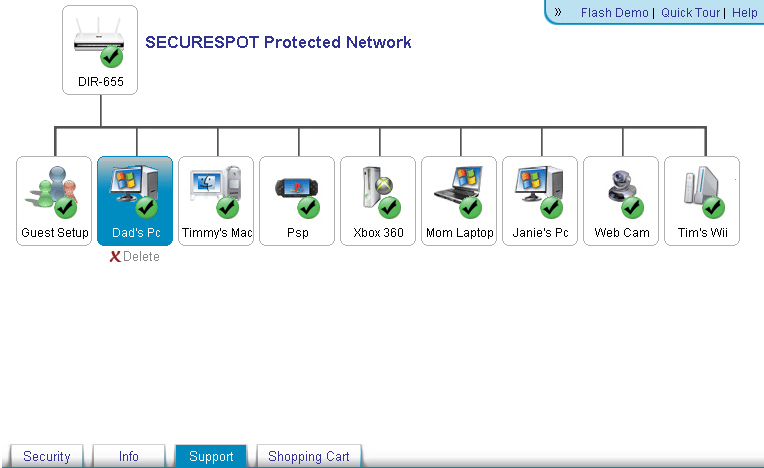 » Flash Demo | Quick Tour | Help
SECURESPOT Protected Network
DIR-655
Guest Setup
Dad's Pc
Timmy's Mac
Psp
Xbox 360
Mom Laptop
Janie's Pc
Web Cam
Tim's Wii
X Delete
Security
Info
Support
Shopping Cart